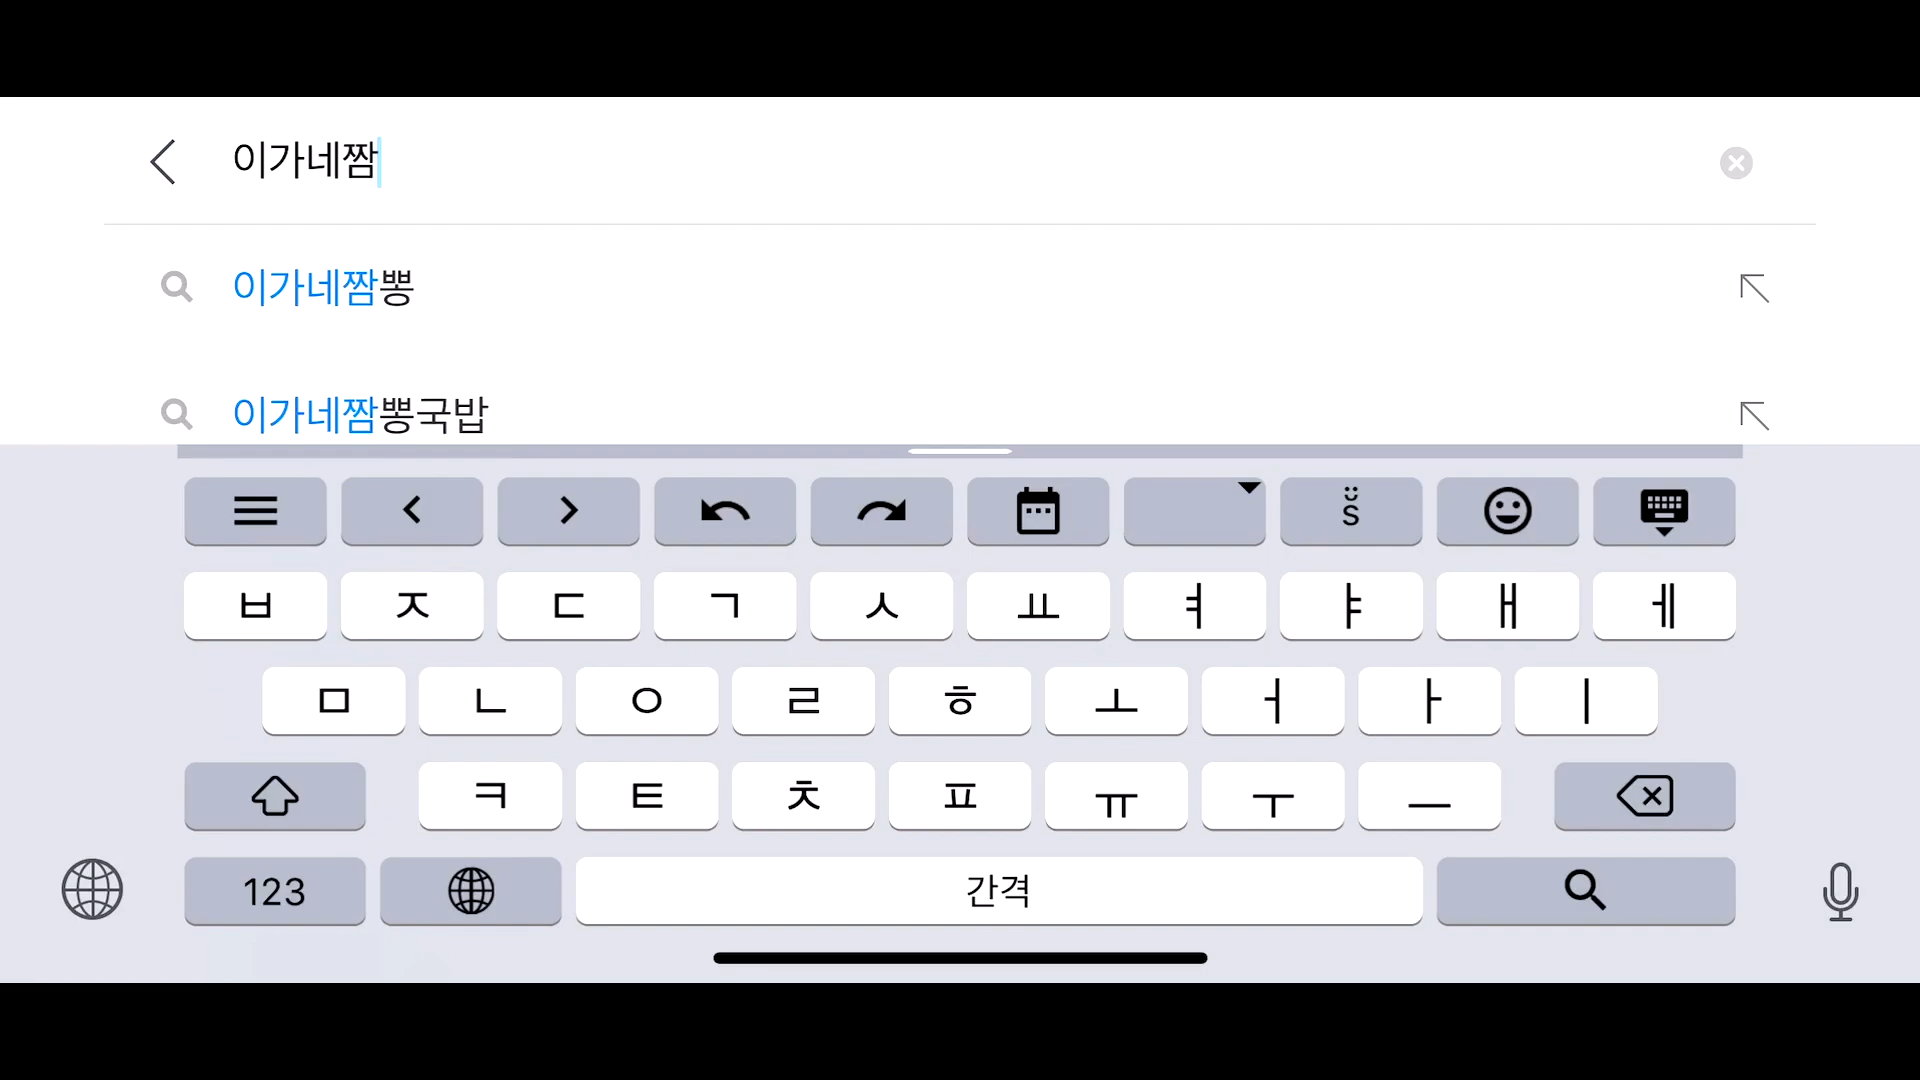 이가네짬
이가네짬뽕
이가네짬뽕국밥
ㅂ ㅈ ㄷ ㄱ ㅅ ㅛ ㅕ ㅑ ㅐ ㅔ
ㅁ ㄴ ㅇ ㄹ ㅎ ㅗ ㅓ ㅏ ㅣ
ㅋ ㅌ ㅊ ㅍ ㅠ ㅜ ㅡ
123 간격